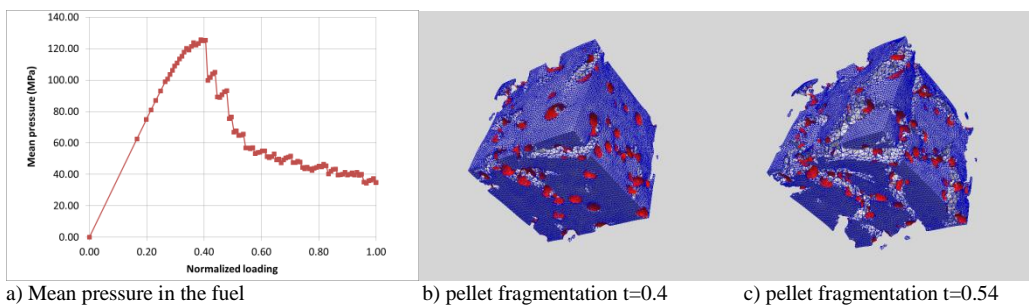 140.00
120.00
100.00
80.00
60.00
40.00
20.00
0.00
Mean pressure (MPa)
0.00 0.20 0.40 0.60 0.80 1.00
Normalized loading
a) Mean pressure in the fuel b) pellet fragmentation t=0.4 c) pellet fragmentation t=0.54